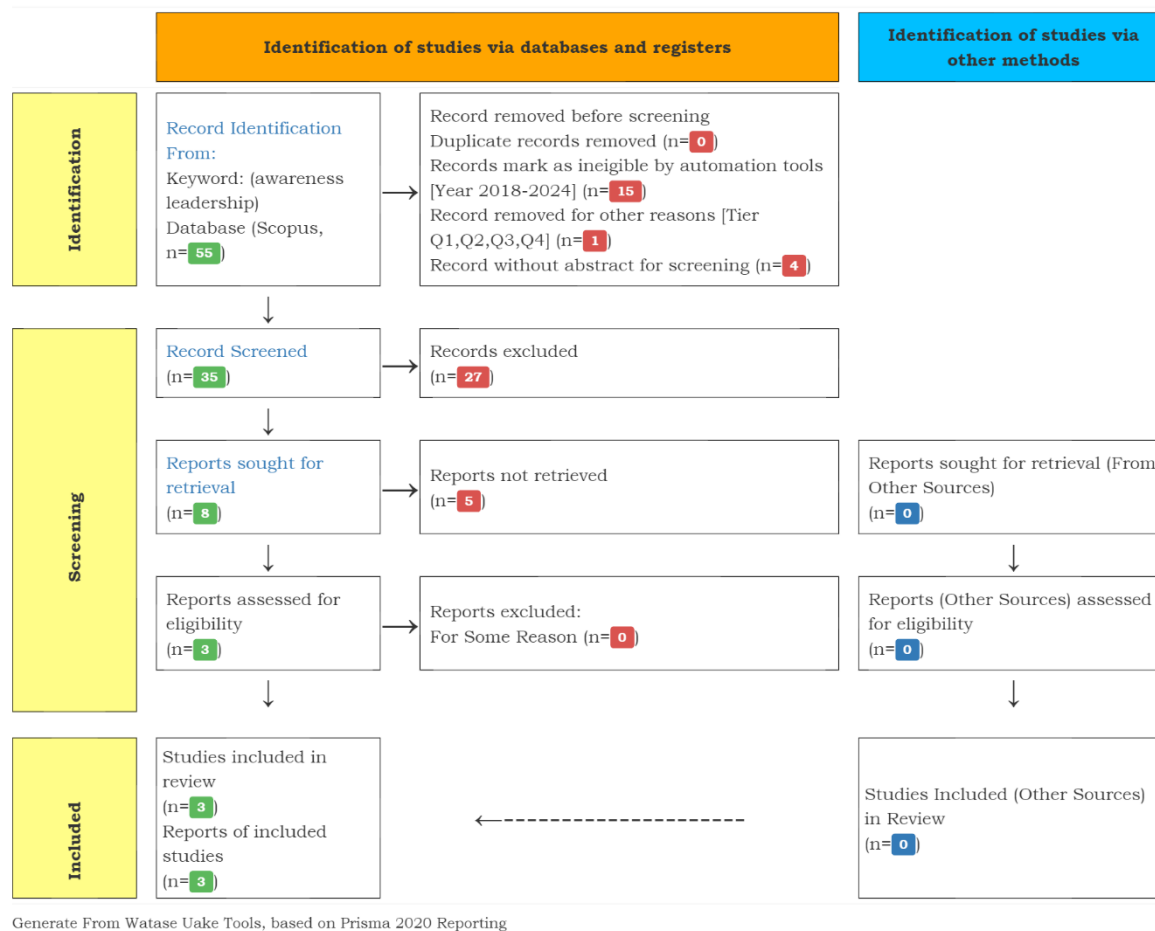 Identification of studies via databases and registers
Identification of studies via
other methods
Identification
Record Identification
From:
Keyword: (awareness
leadership)
Database (Scopus,
n=55)
Record removed before screening
Duplicate records removed (n=0)
Records mark as ineigible by automation tools
[Year 2018-2024] (n=15)
Record removed for other reasons [Tier
Q1,Q2,Q3,Q4] (n=1)
Record without abstract for screening (n=4)
Screening
Record Screened
(n=35)
Records excluded
(n=27)
Reports sought for
retrieval
(n=8)
Reports not retrieved
(n=5)
Reports sought for retrieval (From
Other Sources)
(n=0)
Reports assessed for
eligibility
(n=3)
Reports excluded:
For Some Reason (n=0)
Reports (Other Sources) assessed
for eligibility
(n=0)
Included
Studies included in
review
(n=3)
Reports of included
studies
(n=3)
Studies Included (Other Sources)
in Review
(n=0)
Generate From Watase Uake Tools, based on Prisma 2020 Reporting